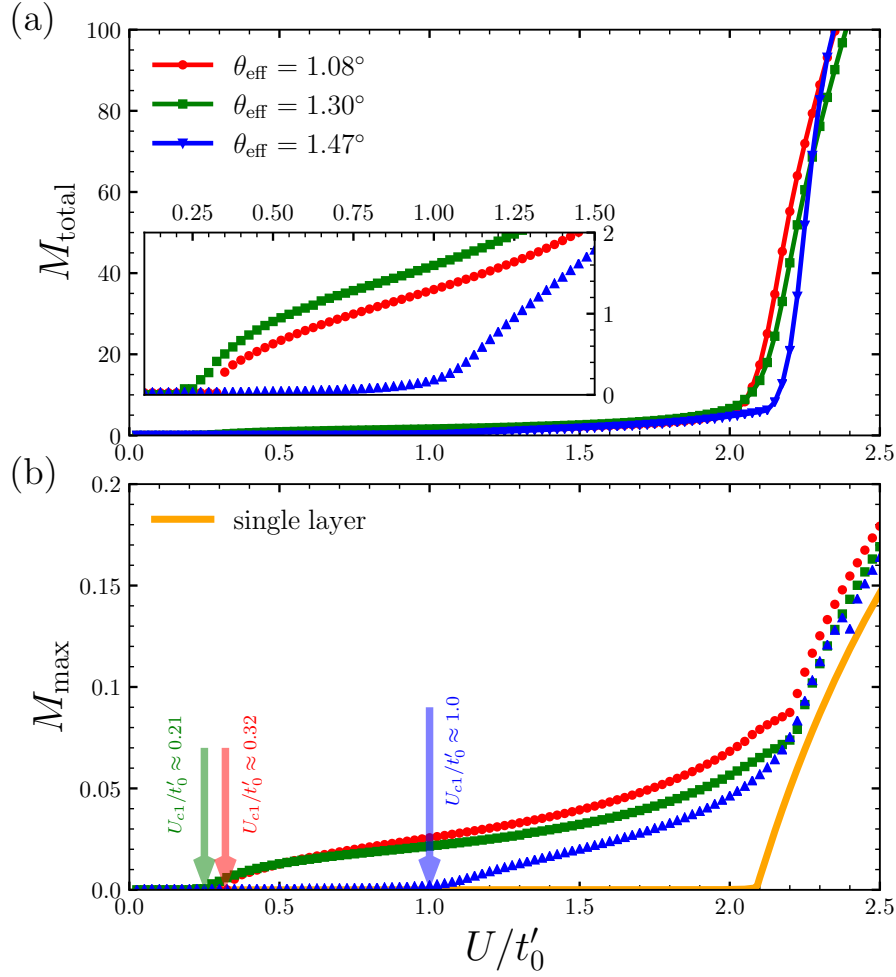 (a)
100
80
60
40
20
0
M_total
θ_eff = 1.08°
θ_eff = 1.30°
θ_eff = 1.47°
0.25 0.50 0.75 1.00 1.25 1.50
2
1
0
0.0 0.5 1.0 1.5 2.0 2.5
(b)
0.2
0.15
0.10
0.05
0.0
M_max
single layer
U_c1/t′_0 ≈ 0.21
U_c1/t′_0 ≈ 0.32
U_c1/t′_0 ≈ 1.0
0.0 0.5 1.0 1.5 2.0 2.5
U/t′_0